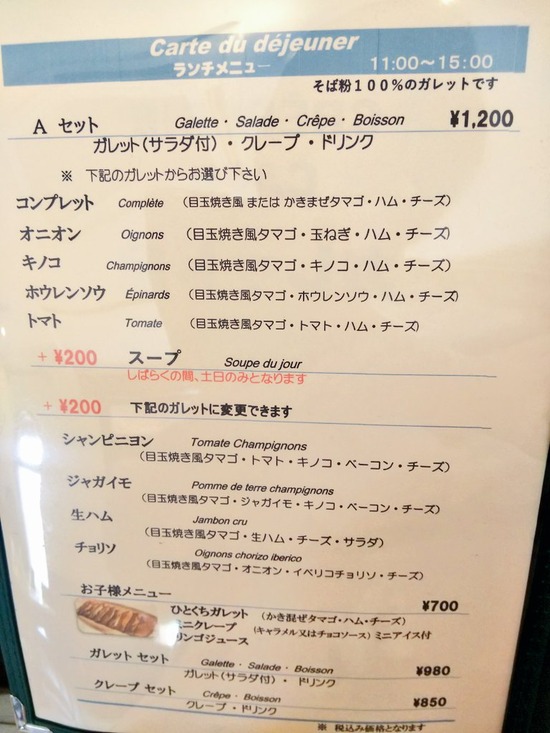 Carte du déjeuner
ランチメニュー 11:00～15:00
そば粉１００％のガレットです
A セット Galette・Salade・Crêpe・Boisson ¥1,200
ガレット（サラダ付）・クレープ・ドリンク
※ 下記のガレットからお選び下さい
コンプレット Complète （目玉焼き風 または かきまぜタマゴ・ハム・チーズ）
オニオン Oignons （目玉焼き風タマゴ・玉ねぎ・ハム・チーズ）
キノコ Champignons （目玉焼き風タマゴ・キノコ・ハム・チーズ）
ホウレンソウ Épinards （目玉焼き風タマゴ・ホウレンソウ・ハム・チーズ）
トマト Tomate （目玉焼き風タマゴ・トマト・ハム・チーズ）
+ ¥200 スープ Soupe du jour
しばらくの間、土日のみとなります
+ ¥200 下記のガレットに変更できます
シャンピニヨン Tomate Champignons
（目玉焼き風タマゴ・トマト・キノコ・ベーコン・チーズ）
ジャガイモ Pomme de terre champignons
（目玉焼き風タマゴ・ジャガイモ・キノコ・ベーコン・チーズ）
生ハム Jambon cru
（目玉焼き風タマゴ・生ハム・チーズ・サラダ）
チョリソ Oignons chorizo iberico
（目玉焼き風タマゴ・オニオン・イベリコチョリソ・チーズ）
お子様メニュー ¥700
ひとくちガレット （かき混ぜタマゴ・ハム・チーズ）
ミニクレープ （キャラメル又はチョコソース）ミニアイス付
リンゴジュース
ガレット セット Galette・Salade・Boisson ¥980
ガレット（サラダ付）・ ドリンク
クレープ セット Crêpe・Boisson ¥850
クレープ・ドリンク
※ 税込み価格となります